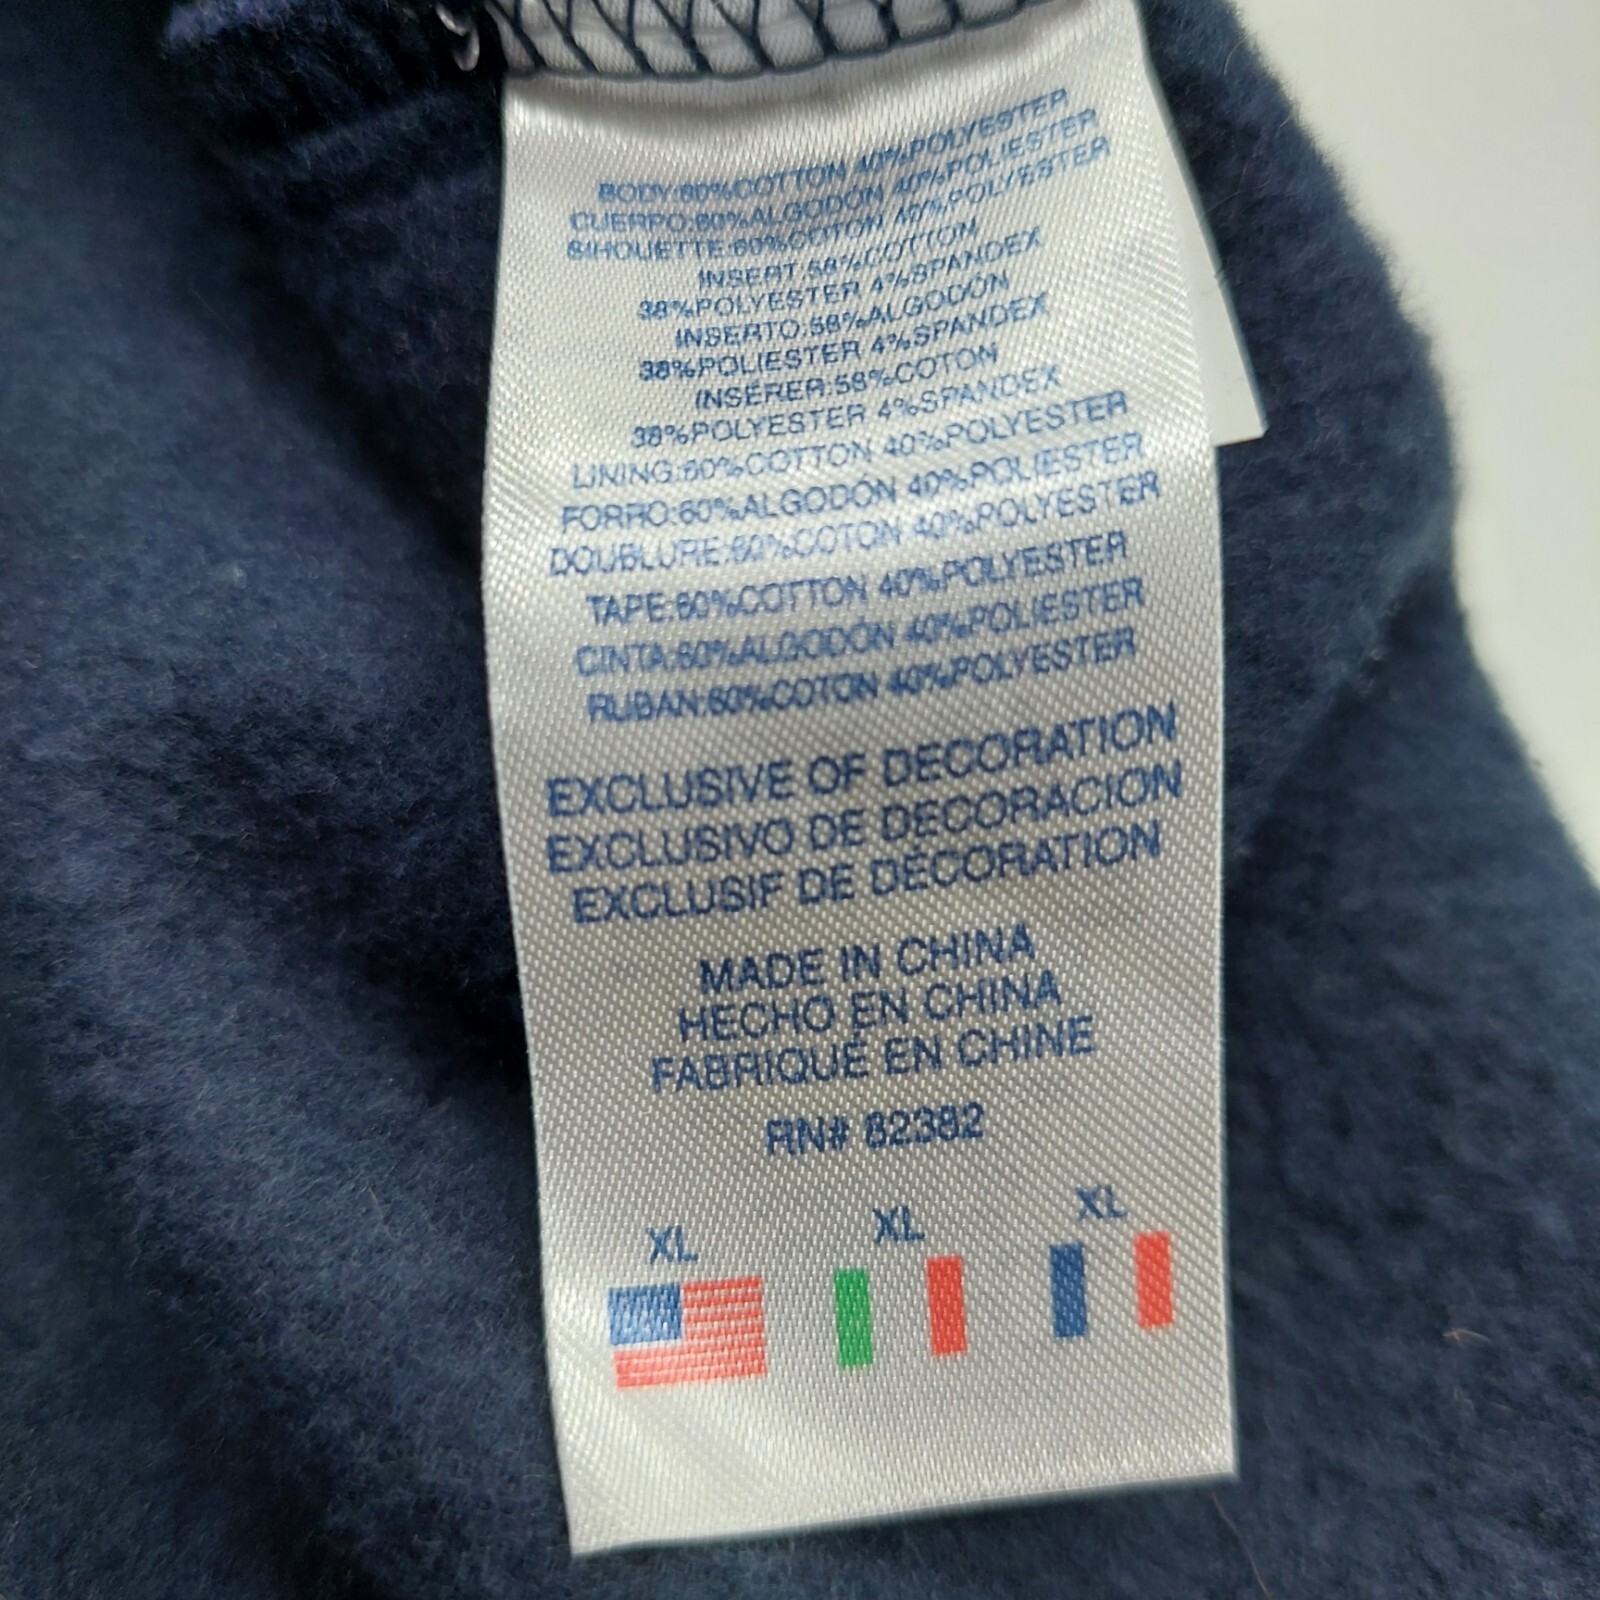 BODY:60%COTTON 40%POLYESTER
CUERPO:60%ALGODÓN 40%POLIESTER
SIHOUETTE:60%COTON 40%POLYESTER
INSERT:58%COTTON
38%POLYESTER 4%SPANDEX
INSERTO:58%ALGODÓN
38%POLIESTER 4%SPANDEX
INSÉRER:58%COTON
38%POLYESTER 4%SPANDEX
LINING:60%COTTON 40%POLYESTER
FORRO:60%ALGODÓN 40%POLIESTER
DOUBLURE:60%COTON 40%POLYESTER
TAPE:60%COTTON 40%POLYESTER
CINTA:60%ALGODÓN 40%POLIESTER
RUBAN:60%COTON 40%POLYESTER
EXCLUSIVE OF DECORATION
EXCLUSIVO DE DECORACION
EXCLUSIF DE DÉCORATION
MADE IN CHINA
HECHO EN CHINA
FABRIQUÉ EN CHINE
RN# 82382
XL XL XL